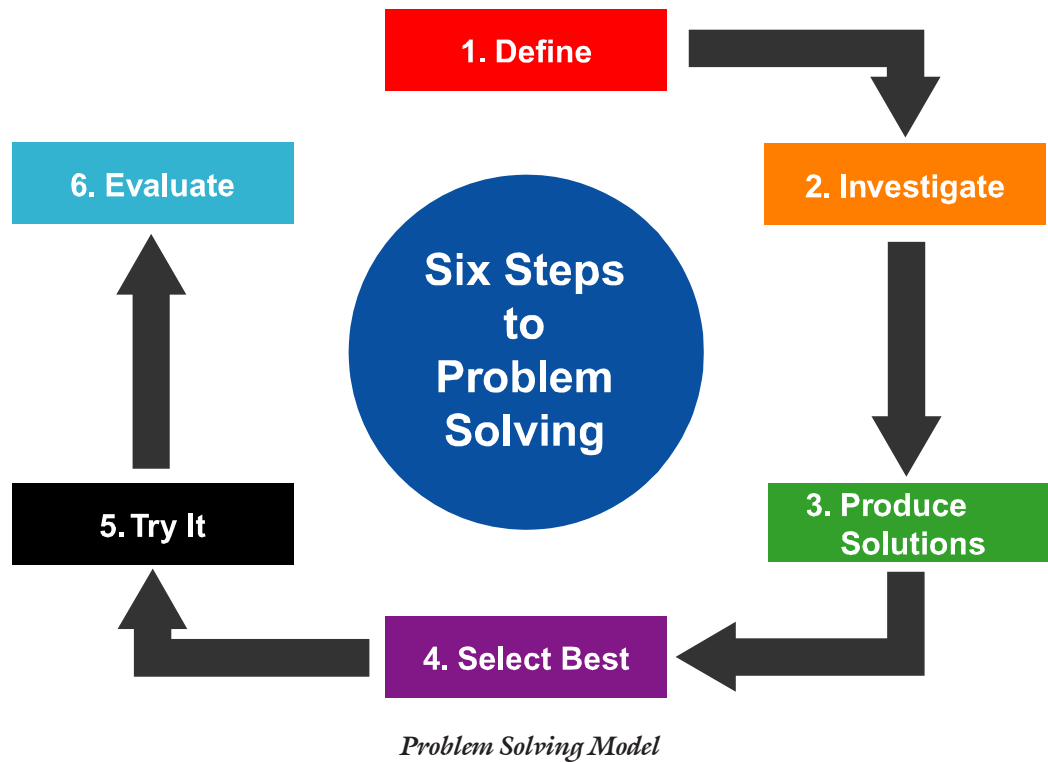 1. Define
2. Investigate
3. Produce
Solutions
4. Select Best
5. Try It
6. Evaluate
Six Steps
to
Problem
Solving
Problem Solving Model